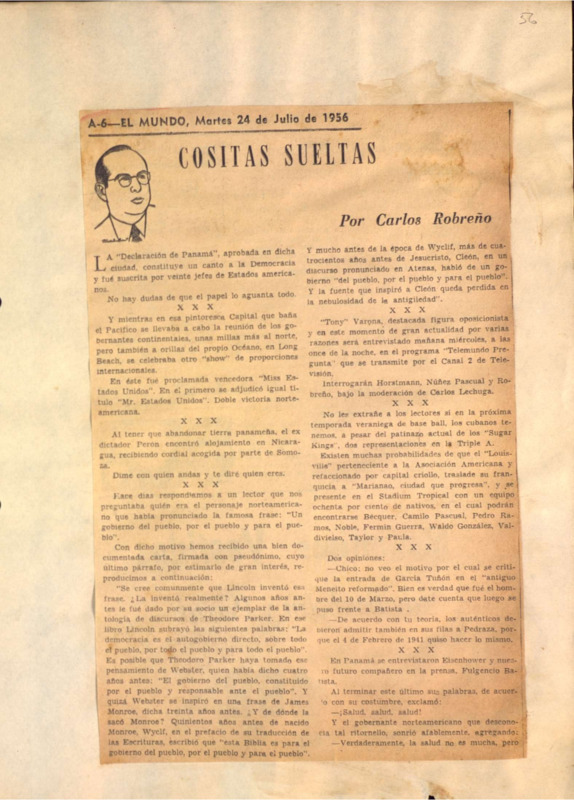 56
A-6—EL MUNDO, Martes 24 de Julio de 1956
COSITAS SUELTAS
Por Carlos Robreño
LA "Declaración de Panamá", aprobada en dicha
ciudad, constituye un canto a la Democracia
y fué suscrita por veinte jefes de Estados america-
nos.
No hay dudas de que el papel lo aguanta todo.
X X X
Y mientras en esa pintoresca Capital que baña
el Pacífico se llevaba a cabo la reunión de los go-
bernantes continentales, unas millas más al norte,
pero también a orillas del propio Océano, en Long
Beach, se celebraba otro "show" de proporciones
internacionales.
En éste fué proclamada vencedora "Miss Es-
tados Unidos". En el primero se adjudicó igual tí-
tulo "Mr. Estados Unidos". Doble victoria norte-
americana.
X X X
Al tener que abandonar tierra panameña, el ex
dictador Perón encontró alojamiento en Nicara-
gua, recibiendo cordial acogida por parte de Somo-
za.
Dime con quien andas y te diré quien eres.
X X X
Hace días respondíamos a un lector que nos
preguntaba quién era el personaje norteamerica-
no que había pronunciado la famosa frase: "Un
gobierno del pueblo, por el pueblo y para el pue-
blo".
Con dicho motivo hemos recibido una bien do-
cumentada carta, firmada con pseudónimo, cuyo
último párrafo, por estimarlo de gran interés, re-
producimos a continuación:
"Se cree comunmente que Lincoln inventó esa
frase. ¿La inventó realmente? Algunos años an-
tes le fué dado por su socio un ejemplar de la an-
tología de discursos de Theodore Parker. En ese
libro Lincoln subrayó las siguientes palabras: "La
democracia es el autogobierno directo, sobre todo
el pueblo, por todo el pueblo y para todo el pueblo".
Es posible que Theodore Parker haya tomado ese
pensamiento de Webster, quien había dicho cuatro
años antes: "El gobierno del pueblo, constituído
por el pueblo y responsable ante el pueblo". Y
quizá Webster se inspiró en una frase de James
Monroe, dicha treinta años antes. ¿Y de dónde la
sacó Monroe? Quinientos años antes de nacido
Monroe, Wyclif, en el prefacio de su traducción de
las Escrituras, escribió que "esta Biblia es para el
gobierno del pueblo, por el pueblo y para el pueblo".
Y mucho antes de la época de Wyclif, más de cua-
trocientos años antes de Jesucristo, Cleón, en un
discurso pronunciado en Atenas, habló de un go-
bierno "del pueblo, por el pueblo y para el pueblo".
Y la fuente que inspiró a Cleón queda perdida en
la nebulosidad de la antigüedad".
X X X
"Tony" Varona, destacada figura oposicionista
y en este momento de gran actualidad por varias
razones será entrevistado mañana miércoles, a las
once de la noche, en el programa "Telemundo Pre-
gunta" que se transmite por el Canal 2 de Tele-
visión.
Interrogarán Horstmann, Núñez Pascual y Ro-
breño, bajo la moderación de Carlos Lechuga.
X X X
No les extrañe a los lectores si en la próxima
temporada veraniega de base ball, los cubanos te-
nemos, a pesar del patinazo actual de los "Sugar
Kings", dos representaciones en la Triple A.
Existen muchas probabilidades de que el "Louis-
ville" perteneciente a la Asociación Americana y
refaccionado por capital criollo, traslade su fran-
quicia a "Marianao, ciudad que progresa", y se
presente en el Stadium Tropical con un equipo
ochenta por ciento de nativos, en el cual podrán
encontrarse Bécquer, Camilo Pascual, Pedro Ra-
mos, Noble, Fermín Guerra, Waldo González, Val-
divielso, Taylor y Paula.
X X X
Dos opiniones:
—Chico; no veo el motivo por el cual se criti-
que la entrada de García Tuñón en el "antiguo
Meneíto reformado". Bien es verdad que fué el hom-
bre del 10 de Marzo, pero date cuenta que luego se
puso frente a Batista.
—De acuerdo con tu teoría, los auténticos de-
bieron admitir también en sus filas a Pedraza, por-
que el 4 de Febrero de 1941 quiso hacer lo mismo.
X X X
En Panamá se entrevistaron Eisenhower y nues-
tro futuro compañero en la prensa, Fulgencio Ba-
tista.
Al terminar este último sus palabras, de acuer-
do con su costumbre, exclamó:
—¡Salud, salud, salud!
Y el gobernante norteamericano que descono-
cía tal ritornello, sonrió afablemente, agregando:
—Verdaderamente, la salud no es mucha, pero